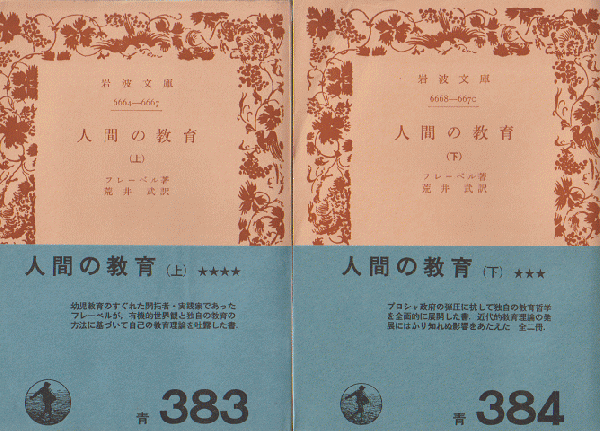 岩波文庫
6664—6667
人間の教育
(上)
フレーベル著
荒井武訳
人間の教育(上)★★★★
幼児教育のすぐれた開拓者・実践家であった
フレーベルが、有機的世界観と独自の教育の
方法に基づいて自己の教育理論を吐露した書.
青 383
岩波文庫
6668—6670
人間の教育
(下)
フレーベル著
荒井武訳
人間の教育(下)★★★
プロシャ政府の弾圧に抗して独自の教育哲学
を全面的に展開した書. 近代的教育理論の発
展にはかり知れぬ影響をあたえた 全二冊.
青 384